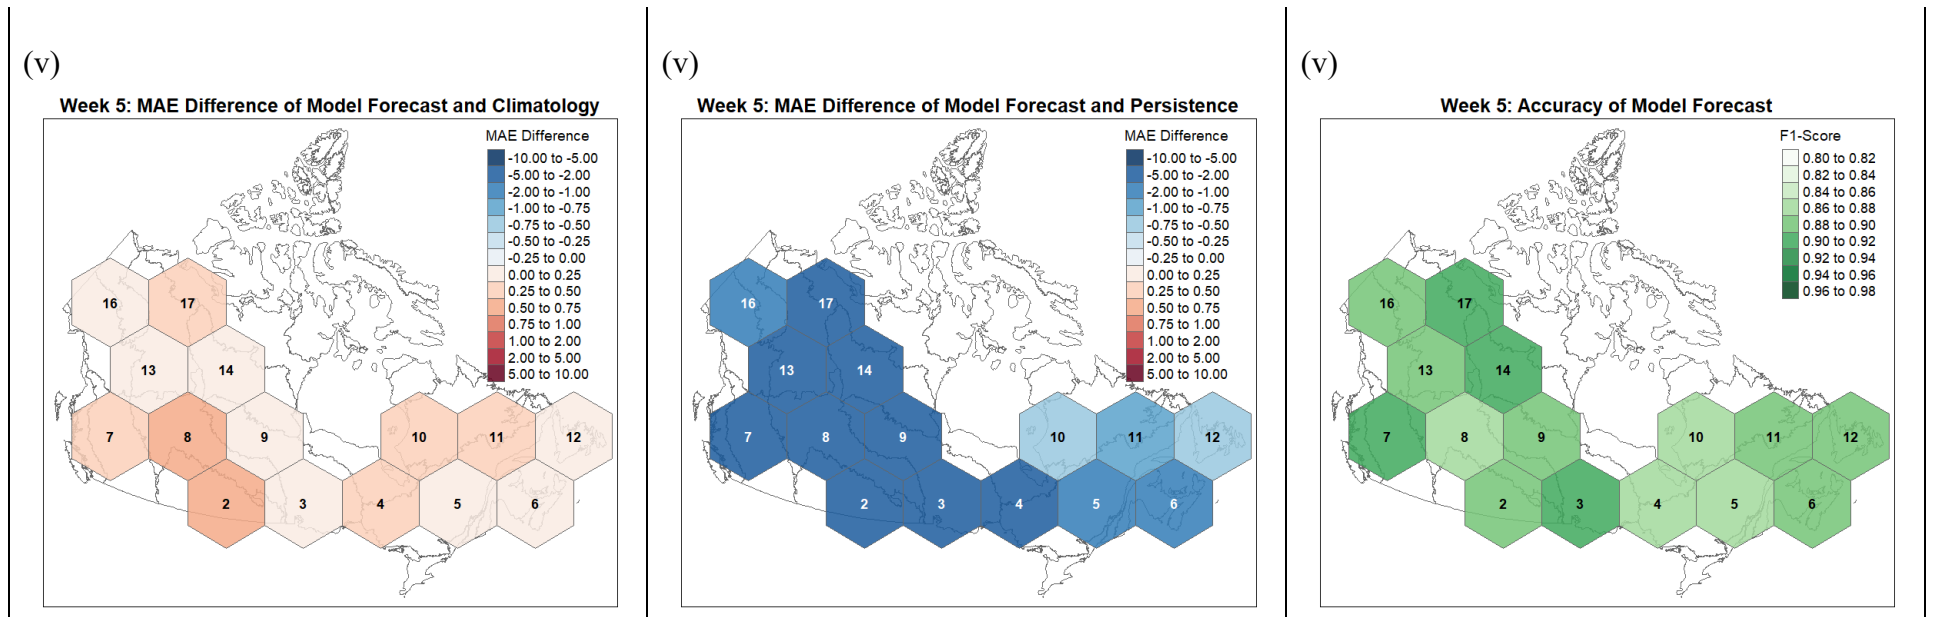 (v)
Week 5: MAE Difference of Model Forecast and Climatology
MAE Difference
-10.00 to -5.00
-5.00 to -2.00
-2.00 to -1.00
-1.00 to -0.75
-0.75 to -0.50
-0.50 to -0.25
-0.25 to 0.00
0.00 to 0.25
0.25 to 0.50
0.50 to 0.75
0.75 to 1.00
1.00 to 2.00
2.00 to 5.00
5.00 to 10.00
16 17
13 14
7 8 9 10 11 12
2 3 4 5 6
(v)
Week 5: MAE Difference of Model Forecast and Persistence
MAE Difference
-10.00 to -5.00
-5.00 to -2.00
-2.00 to -1.00
-1.00 to -0.75
-0.75 to -0.50
-0.50 to -0.25
-0.25 to 0.00
0.00 to 0.25
0.25 to 0.50
0.50 to 0.75
0.75 to 1.00
1.00 to 2.00
2.00 to 5.00
5.00 to 10.00
16 17
13 14
7 8 9 10 11 12
2 3 4 5 6
(v)
Week 5: Accuracy of Model Forecast
F1-Score
0.80 to 0.82
0.82 to 0.84
0.84 to 0.86
0.86 to 0.88
0.88 to 0.90
0.90 to 0.92
0.92 to 0.94
0.94 to 0.96
0.96 to 0.98
16 17
13 14
7 8 9 10 11 12
2 3 4 5 6